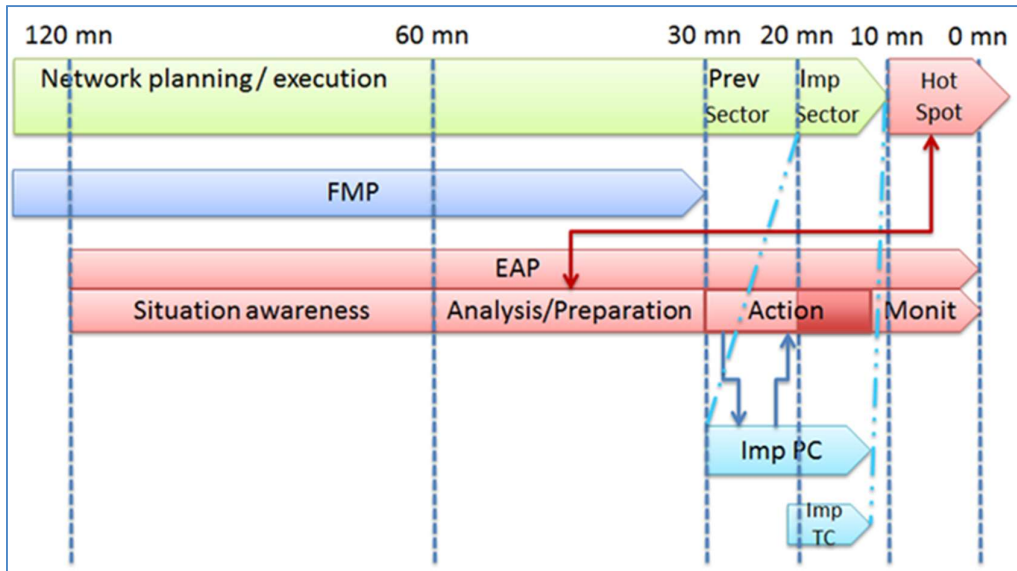 120 mn 60 mn 30 mn 20 mn 10 mn 0 mn
Network planning / execution
Prev
Sector
Imp
Sector
Hot
Spot
FMP
EAP
Situation awareness Analysis/Preparation Action Monit
Imp PC
Imp
TC